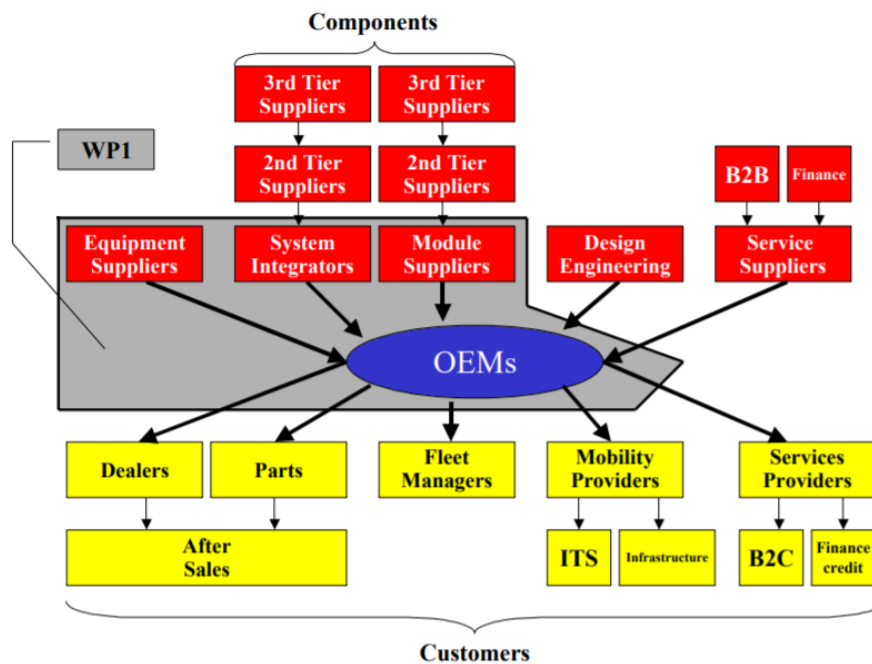 Components
3rd Tier
Suppliers
3rd Tier
Suppliers
WP1
2nd Tier
Suppliers
2nd Tier
Suppliers
B2B
Finance
Equipment
Suppliers
System
Integrators
Module
Suppliers
Design
Engineering
Service
Suppliers
OEMs
Dealers
Parts
Fleet
Managers
Mobility
Providers
Services
Providers
After
Sales
ITS
Infrastructure
B2C
Finance
credit
Customers